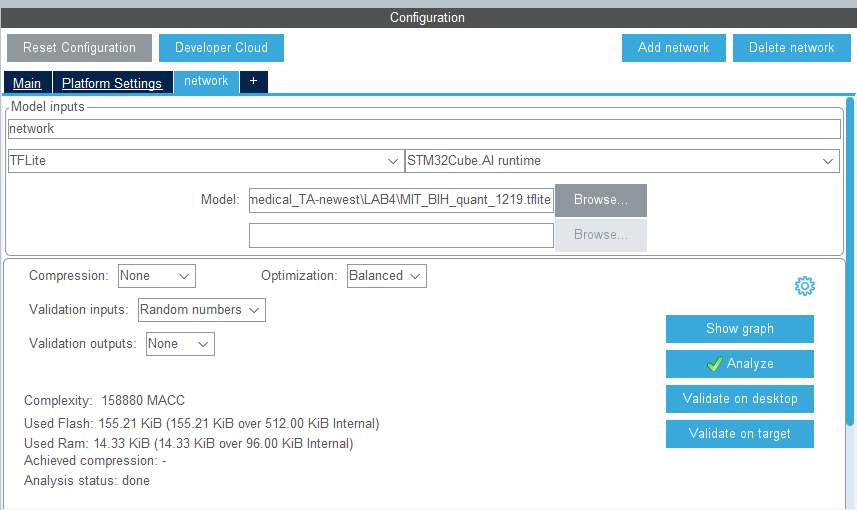 Configuration
Reset Configuration Developer Cloud Add network Delete network
Main Platform Settings network +
Model inputs
network
TFLite STM32Cube.AI runtime
Model: medical_TA-newest\LAB4\MIT_BIH_quant_1219.tflite Browse...
Browse...
Compression: None Optimization: Balanced
Validation inputs: Random numbers
Show graph
Validation outputs: None
Analyze
Validate on desktop
Complexity: 158880 MACC
Used Flash: 155.21 KiB (155.21 KiB over 512.00 KiB Internal)
Validate on target
Used Ram: 14.33 KiB (14.33 KiB over 96.00 KiB Internal)
Achieved compression: -
Analysis status: done